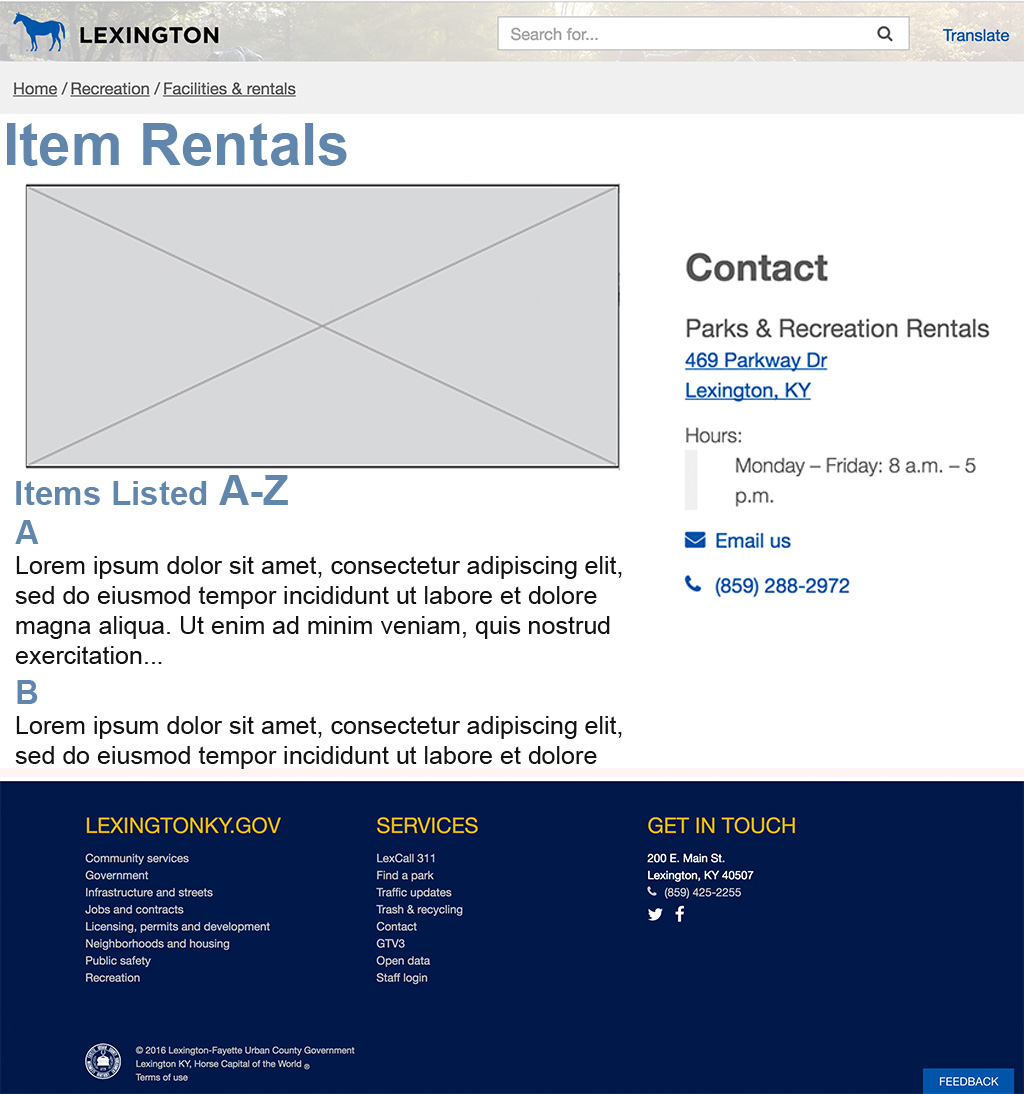 LEXINGTON
Search for...
Translate
Home / Recreation / Facilities & rentals
Item Rentals
Items Listed A-Z
A
Lorem ipsum dolor sit amet, consectetur adipiscing elit,
sed do eiusmod tempor incididunt ut labore et dolore
magna aliqua. Ut enim ad minim veniam, quis nostrud
exercitation...
B
Lorem ipsum dolor sit amet, consectetur adipiscing elit,
sed do eiusmod tempor incididunt ut labore et dolore
Contact
Parks & Recreation Rentals
469 Parkway Dr
Lexington, KY
Hours:
Monday – Friday: 8 a.m. – 5
p.m.
Email us
(859) 288-2972
LEXINGTONKY.GOV
Community services
Government
Infrastructure and streets
Jobs and contracts
Licensing, permits and development
Neighborhoods and housing
Public safety
Recreation
SERVICES
LexCall 311
Find a park
Traffic updates
Trash & recycling
Contact
GTV3
Open data
Staff login
GET IN TOUCH
200 E. Main St.
Lexington, KY 40507
(859) 425-2255
© 2016 Lexington-Fayette Urban County Government
Lexington KY, Horse Capital of the World ®
Terms of use
FEEDBACK